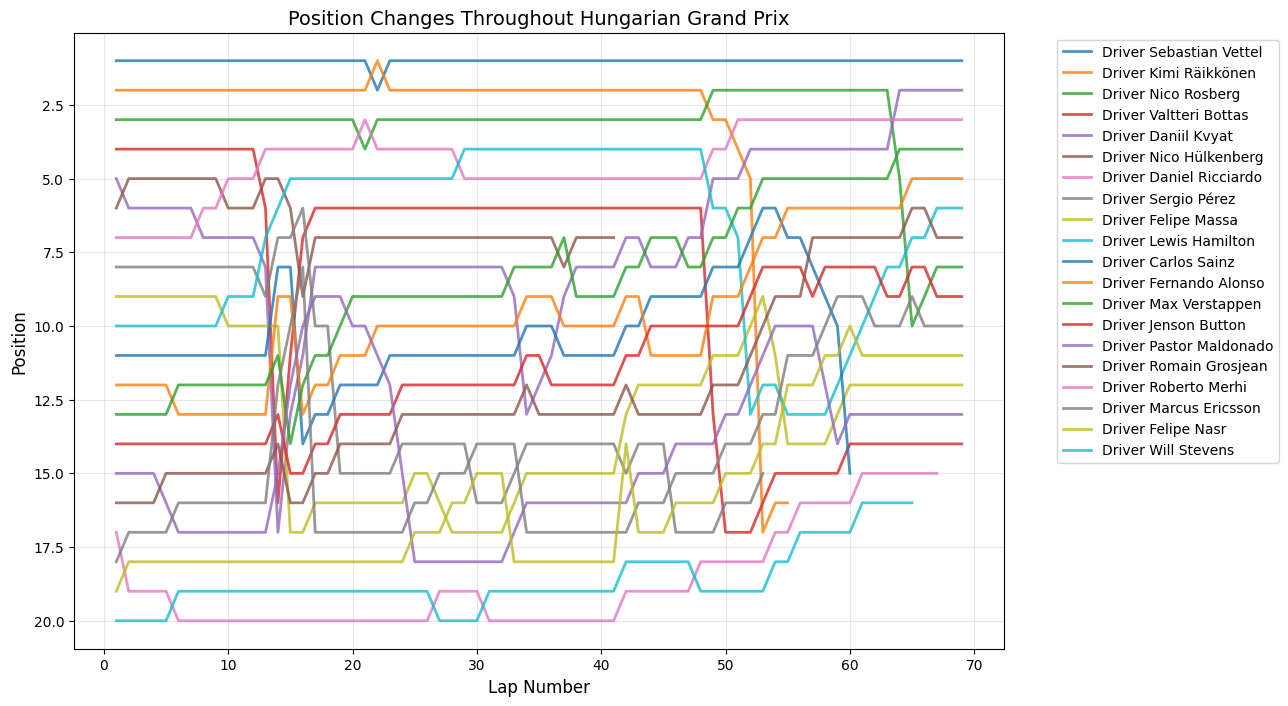 Position Changes Throughout Hungarian Grand Prix
Position
2.5
5.0
7.5
10.0
12.5
15.0
17.5
20.0
0 10 20 30 40 50 60 70
Lap Number
Driver Sebastian Vettel
Driver Kimi Räikkönen
Driver Nico Rosberg
Driver Valtteri Bottas
Driver Daniil Kvyat
Driver Nico Hülkenberg
Driver Daniel Ricciardo
Driver Sergio Pérez
Driver Felipe Massa
Driver Lewis Hamilton
Driver Carlos Sainz
Driver Fernando Alonso
Driver Max Verstappen
Driver Jenson Button
Driver Pastor Maldonado
Driver Romain Grosjean
Driver Roberto Merhi
Driver Marcus Ericsson
Driver Felipe Nasr
Driver Will Stevens